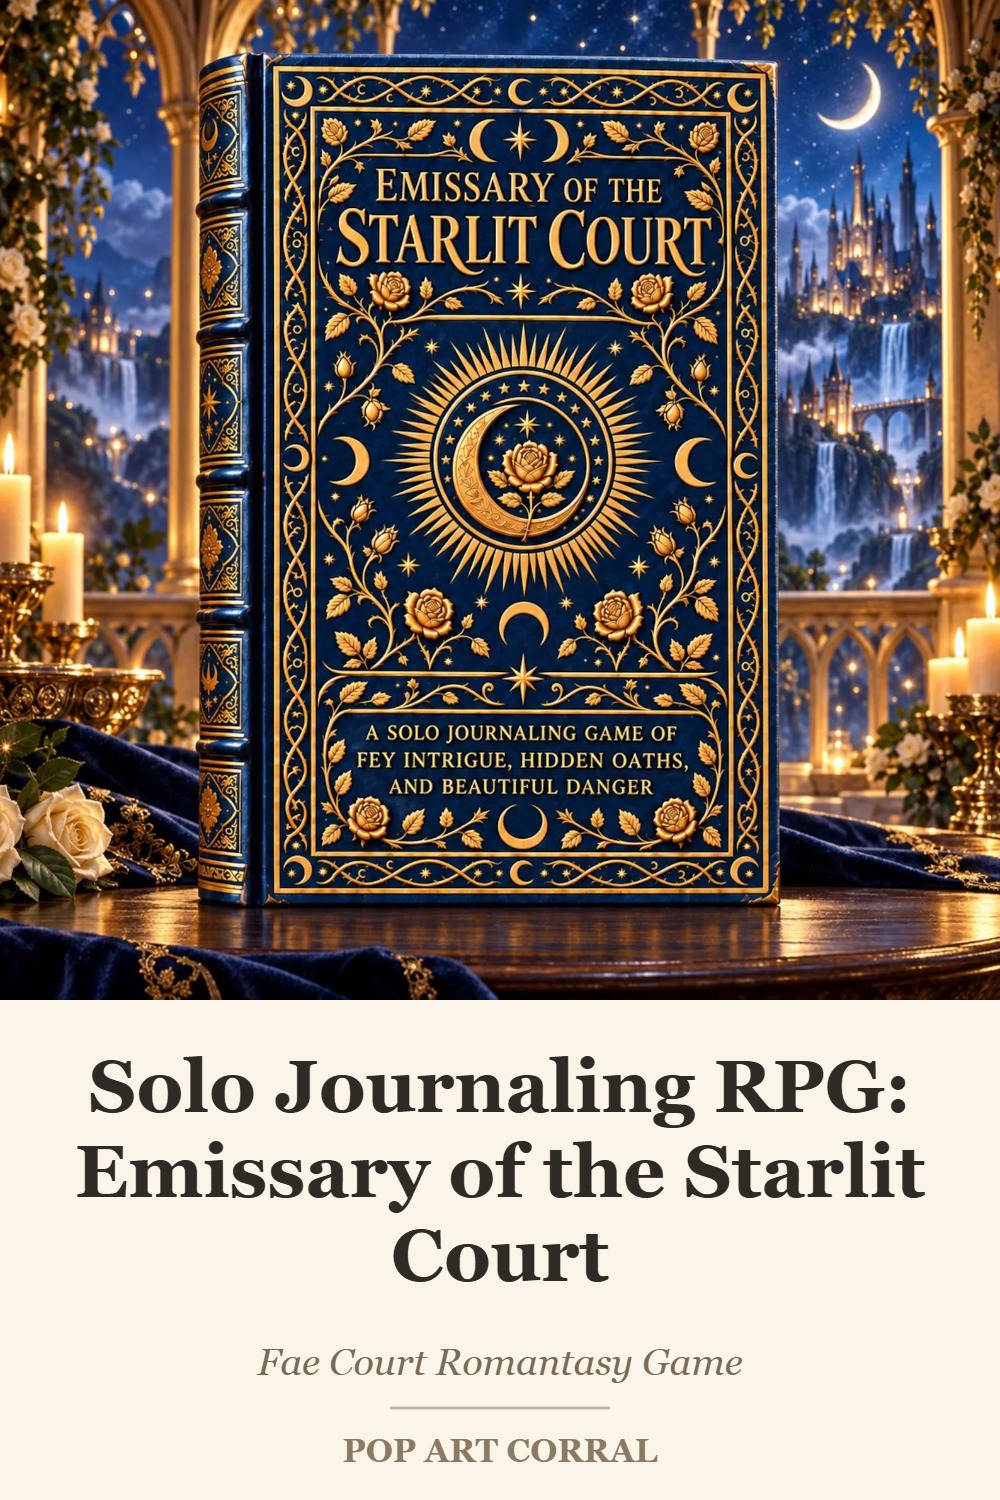 EMISSARY OF THE
STARLIT COURT
A SOLO JOURNALING GAME OF
FEY INTRIGUE, HIDDEN OATHS,
AND BEAUTIFUL DANGER
Solo Journaling RPG:
Emissary of the Starlit
Court
Fae Court Romantasy Game
POP ART CORRAL